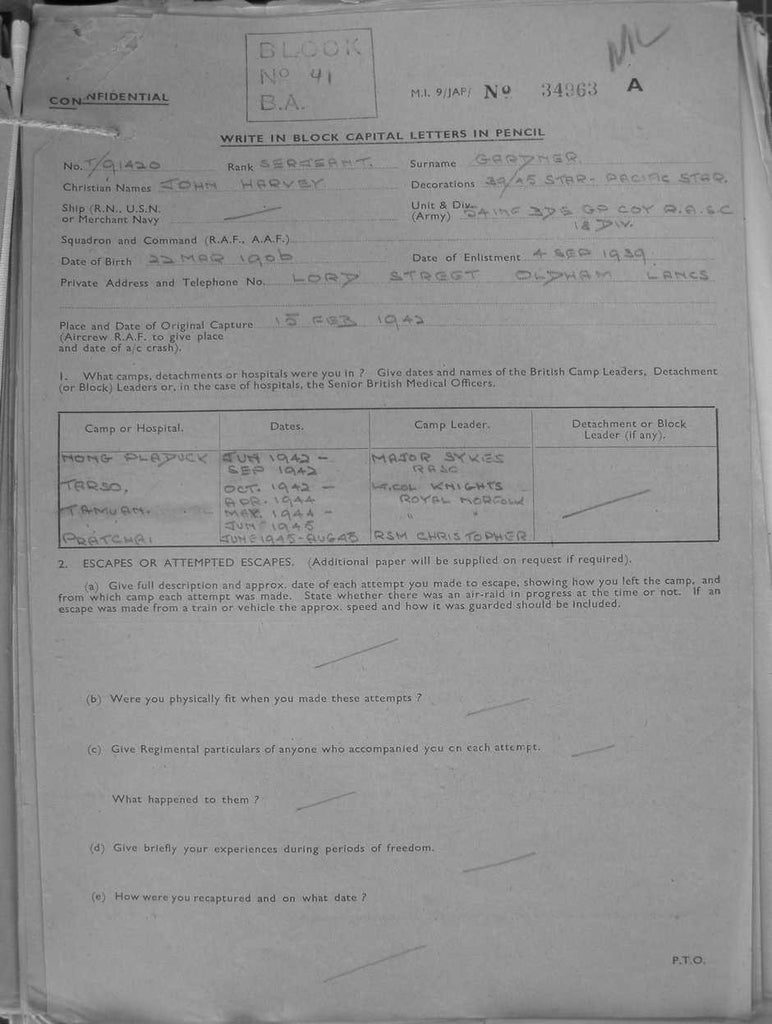 BLOCK
Nº 41
B.A.
ML
M.I. 9/JAP/ Nº 34963 A
CONFIDENTIAL
WRITE IN BLOCK CAPITAL LETTERS IN PENCIL
No. T/91420 Rank SERGEANT. Surname GARDNER
Christian Names JOHN HARVEY Decorations 39/45 STAR - PACIFIC STAR.
Ship (R.N., U.S.N. or Merchant Navy
Unit & Div. (Army) 54 INF BDE GP COY R.A.S.C
18 DIV.
Squadron and Command (R.A.F., A.A.F.)
Date of Birth 22 MAR 1906 Date of Enlistment 4 SEP 1939
Private Address and Telephone No. LORD STREET OLDHAM LANCS
Place and Date of Original Capture 15 FEB 1942
(Aircrew R.A.F. to give place
and date of a/c crash).
1. What camps, detachments or hospitals were you in ? Give dates and names of the British Camp Leaders, Detachment
(or Block) Leaders or, in the case of hospitals, the Senior British Medical Officers.
Camp or Hospital. Dates. Camp Leader. Detachment or Block Leader (if any).
NONG PLADUCK JUN 1942 - MAJOR SYKES
SEP 1942 RASC
TARSO, OCT. 1942 - LT.COL KNIGHTS
APR. 1944 ROYAL NORFOLK
TAMUAN. MAY. 1944 - " "
JUN 1945
PRATCHAI JUNE 1945 - AUG 45 RSM CHRISTOPHER
2. ESCAPES OR ATTEMPTED ESCAPES. (Additional paper will be supplied on request if required).
(a) Give full description and approx. date of each attempt you made to escape, showing how you left the camp, and
from which camp each attempt was made. State whether there was an air-raid in progress at the time or not. If an
escape was made from a train or vehicle the approx. speed and how it was guarded should be included.
(b) Were you physically fit when you made these attempts ?
(c) Give Regimental particulars of anyone who accompanied you on each attempt.
What happened to them ?
(d) Give briefly your experiences during periods of freedom.
(e) How were you recaptured and on what date ?
P.T.O.